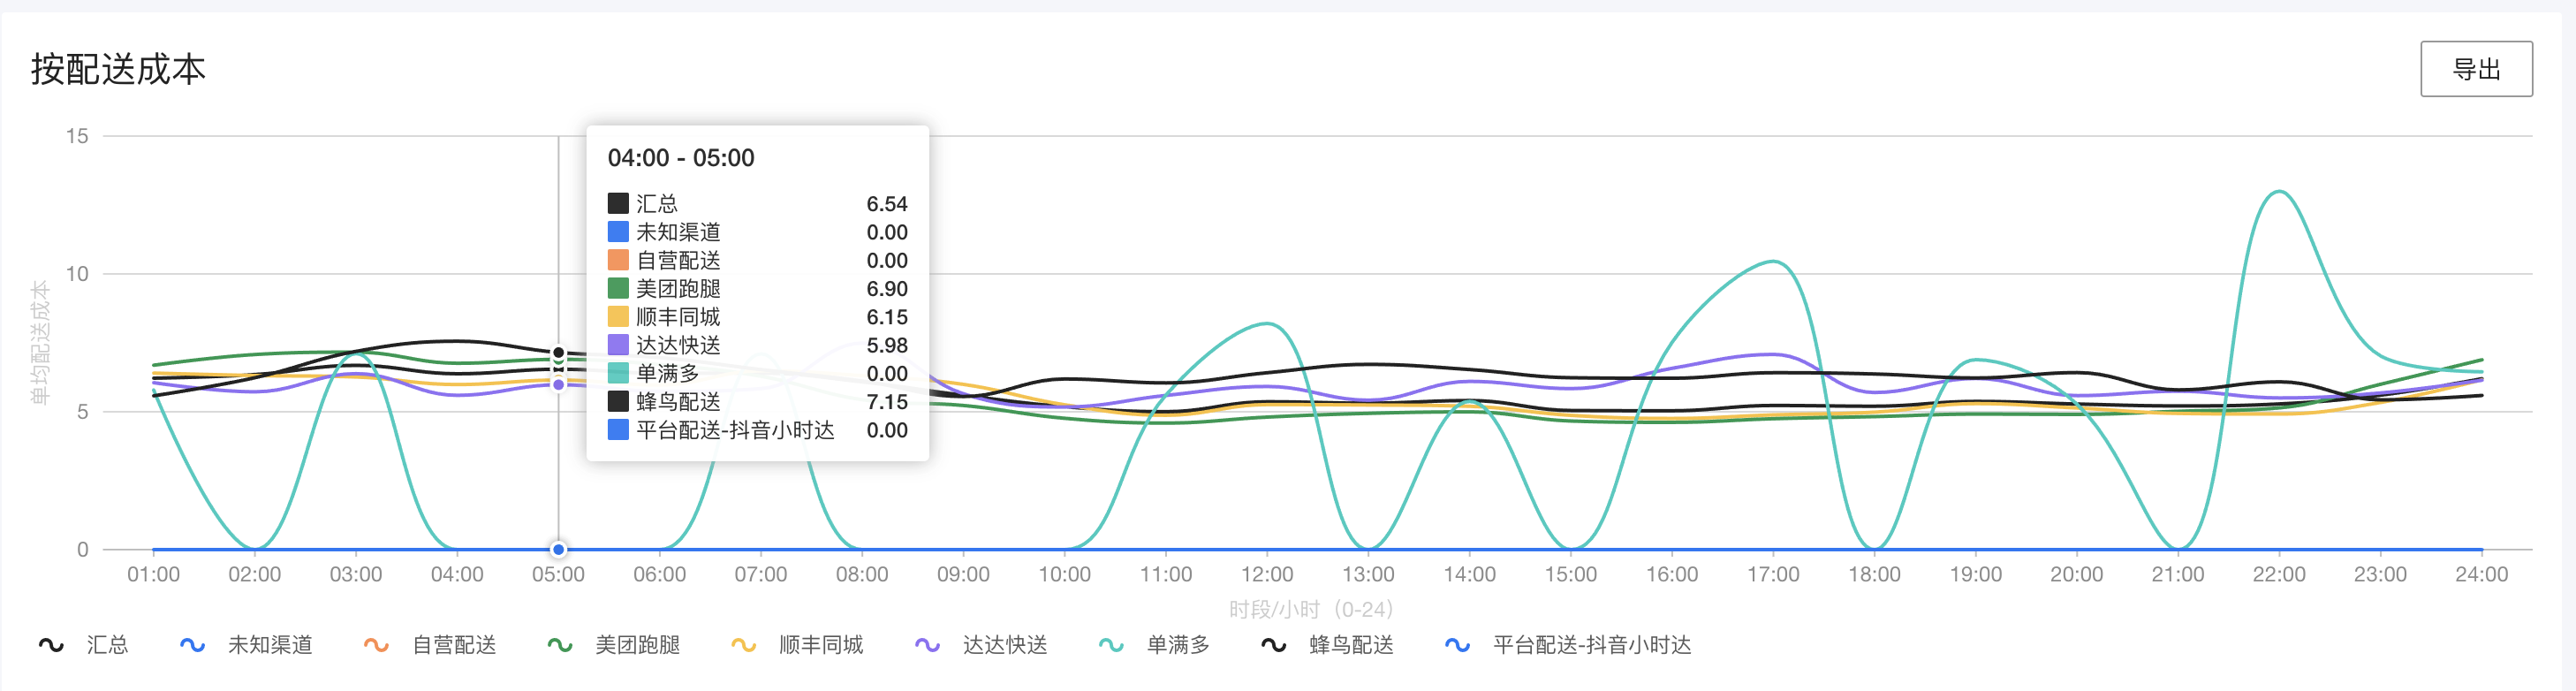 按配送成本
导出
15
10
5
0
单均配送成本
04:00 - 05:00
汇总 6.54
未知渠道 0.00
自营配送 0.00
美团跑腿 6.90
顺丰同城 6.15
达达快送 5.98
单满多 0.00
蜂鸟配送 7.15
平台配送-抖音小时达 0.00
01:00 02:00 03:00 04:00 05:00 06:00 07:00 08:00 09:00 10:00 11:00 12:00 13:00 14:00 15:00 16:00 17:00 18:00 19:00 20:00 21:00 22:00 23:00 24:00
时段/小时（0-24）
汇总 未知渠道 自营配送 美团跑腿 顺丰同城 达达快送 单满多 蜂鸟配送 平台配送-抖音小时达